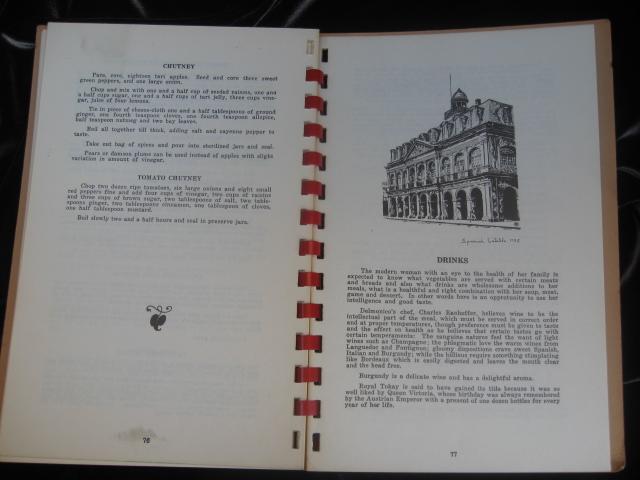 CHUTNEY
Pare, core, eighteen tart apples. Seed and core three sweet
green peppers, and one large onion.
Chop and mix with one and a half cup of seeded raisins, one and
a half cups sugar, one and a half cups of tart jelly, three cups vine-
gar, juice of four lemons.
Tie in piece of cheese-cloth one and a half tablespoons of ground
ginger, one fourth teaspoon cloves, one fourth teaspoon allspice,
half teaspoon nutmeg and two bay leaves.
Boil all together till thick, adding salt and cayenne pepper to
taste.
Take out bag of spices and pour into sterilized jars and seal.
Pears or damson plums can be used instead of apples with slight
variation in amount of vinegar.
TOMATO CHUTNEY
Chop two dozen ripe tomatoes, six large onions and eight small
red peppers fine and add four cups of vinegar, two cups of raisins
and three cups of brown sugar, two tablespoons of salt, two table-
spoons ginger, two tablespoons cinnamon, one tablespoon of cloves,
one half tablespoon mustard.
Boil slowly two and a half hours and seal in preserve jars.
76
Spanish Cabildo 1795
DRINKS
The modern woman with an eye to the health of her family is
expected to know what vegetables are served with certain meats
and breads and also what drinks are wholesome additions to her
meals, what is a healthful and right combination with her soup, meat,
game and dessert. In other words here is an opportunity to use her
intelligence and good taste.
Delmonico's chef, Charles Ranhoffer, believes wine to be the
intellectual part of the meal, which must be served in correct order
and at proper temperatures, though preference must be given to taste
and the effect on health as he believes that certain tastes go with
certain temperaments: The sanguine natures feel the want of light
wines such as Champagne; the phlegmatic love the warm wines from
Languedoc and Frontignon; gloomy dispositions crave sweet Spanish,
Italian and Burgundy; while the billious require something stimulating
like Bordeaux which is easily digested and leaves the mouth clear
and the head free.
Burgundy is a delicate wine and has a delightful aroma.
Royal Tokay is said to have gained its title because it was so
well liked by Queen Victoria, whose birthday was always remembered
by the Austrian Emperor with a present of one dozen bottles for every
year of her life.
77